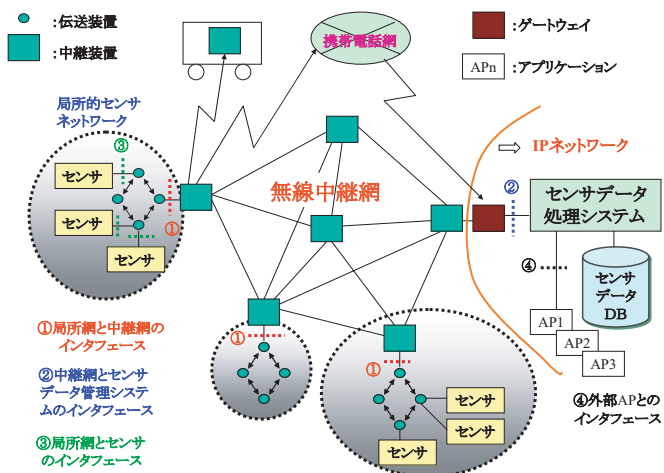 :伝送装置
:中継装置
携帯電話網
:ゲートウェイ
APn
:アプリケーション
局所的センサ
ネットワーク
③
センサ
センサ
センサ
①
無線中継網
IPネットワーク
②
センサデータ
処理システム
④
センサ
データ
DB
AP1
AP2
AP3
①
①
センサ
センサ
センサ
①局所網と中継網の
インタフェース
②中継網とセンサ
データ管理システ
ムのインタフェース
③局所網とセンサ
のインタフェース
④外部APとの
インタフェース